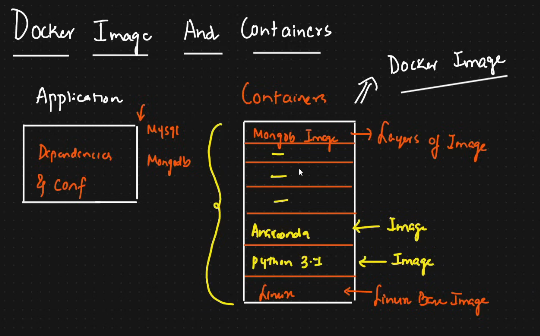 Docker Image And Containers
Docker Image
Application
Containers
Mysql
Mongodb
Dependencies
& Conf
Mongodb Image
Layers of Image
Anaconda
Image
Python 3.7
Image
Linux
Linux Base Image